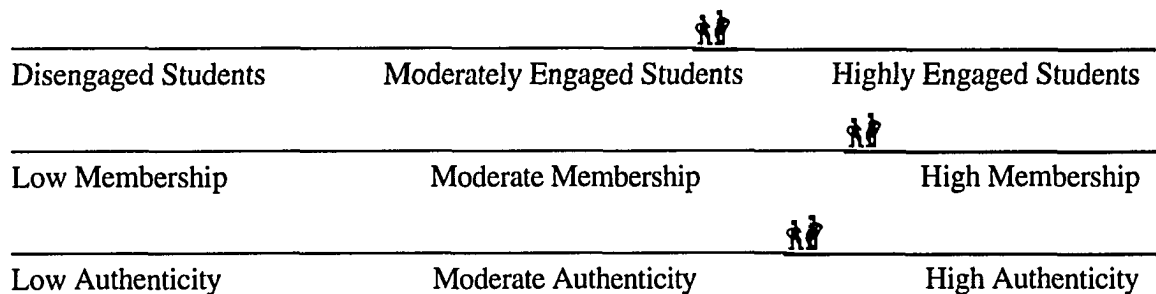 Disengaged Students Moderately Engaged Students Highly Engaged Students
Low Membership Moderate Membership High Membership
Low Authenticity Moderate Authenticity High Authenticity